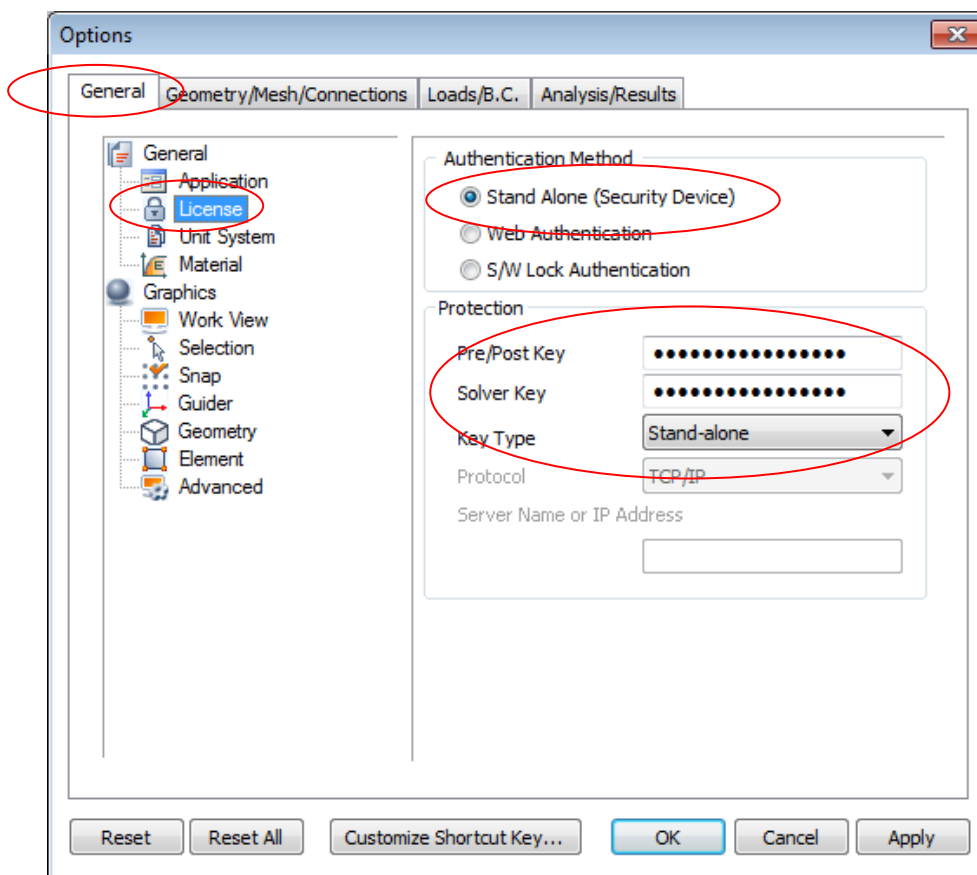 Options
General
Geometry/Mesh/Connections
Loads/B.C.
Analysis/Results
General
Application
License
Unit System
Material
Graphics
Work View
Selection
Snap
Guider
Geometry
Element
Advanced
Authentication Method
Stand Alone (Security Device)
Web Authentication
S/W Lock Authentication
Protection
Pre/Post Key ●●●●●●●●●●●●●●●●
Solver Key ●●●●●●●●●●●●●●●●
Key Type Stand-alone
Protocol TCP/IP
Server Name or IP Address
Reset
Reset All
Customize Shortcut Key...
OK
Cancel
Apply